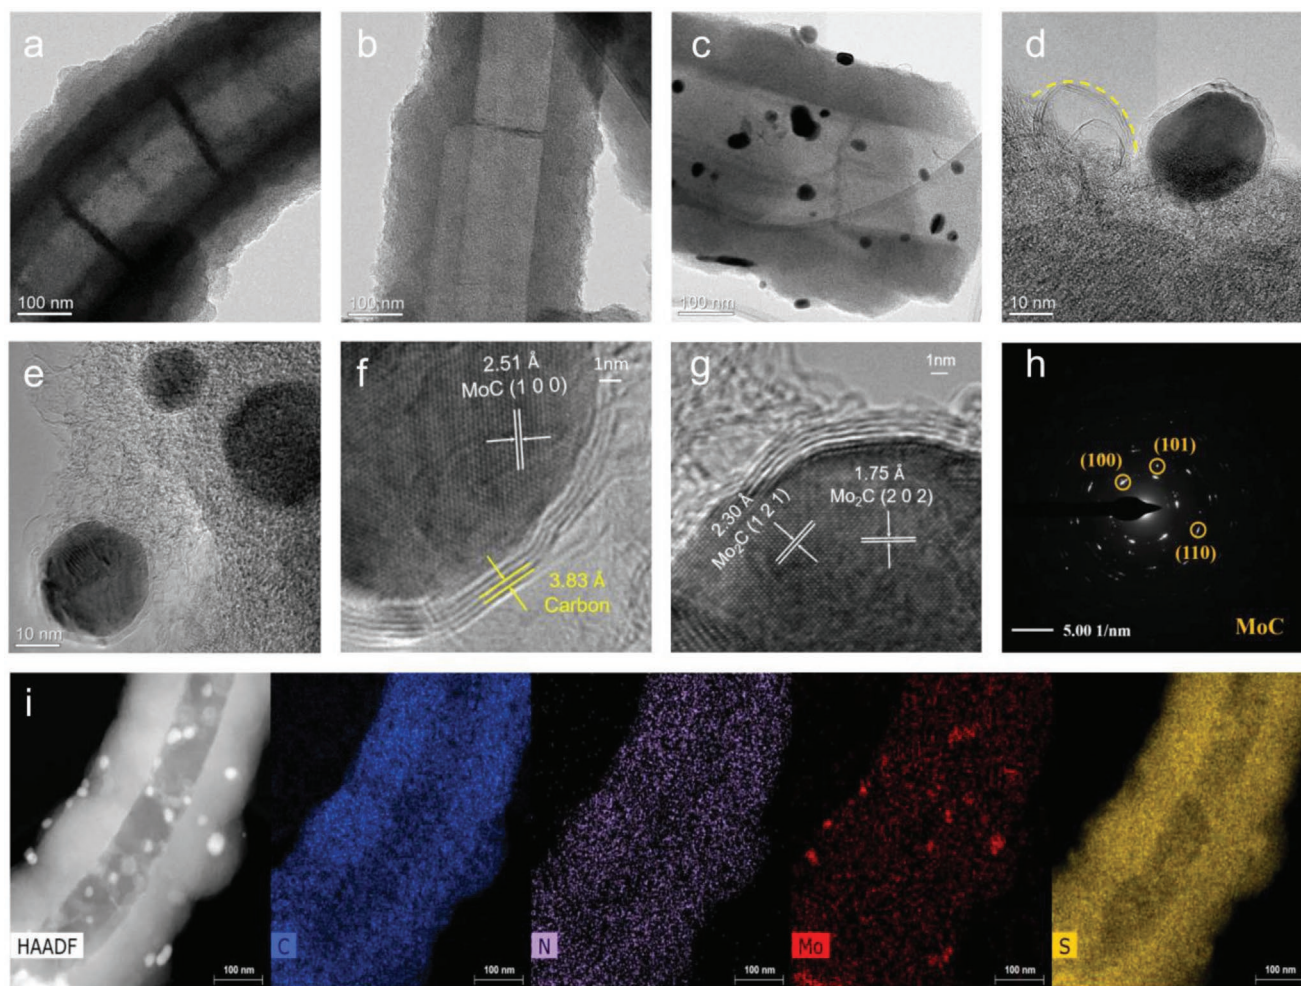 a
b
c
d
100 nm
100 nm
100 nm
10 nm
e
f
g
h
2.51 Å
MoC (1 0 0)
1nm
3.83 Å
Carbon
1nm
1.75 Å
Mo₂C (2 0 2)
2.30 Å
Mo₂C (1 2 1)
(100)
(101)
(110)
10 nm
5.00 1/nm
MoC
i
HAADF
100 nm
C
100 nm
N
100 nm
Mo
100 nm
S
100 nm